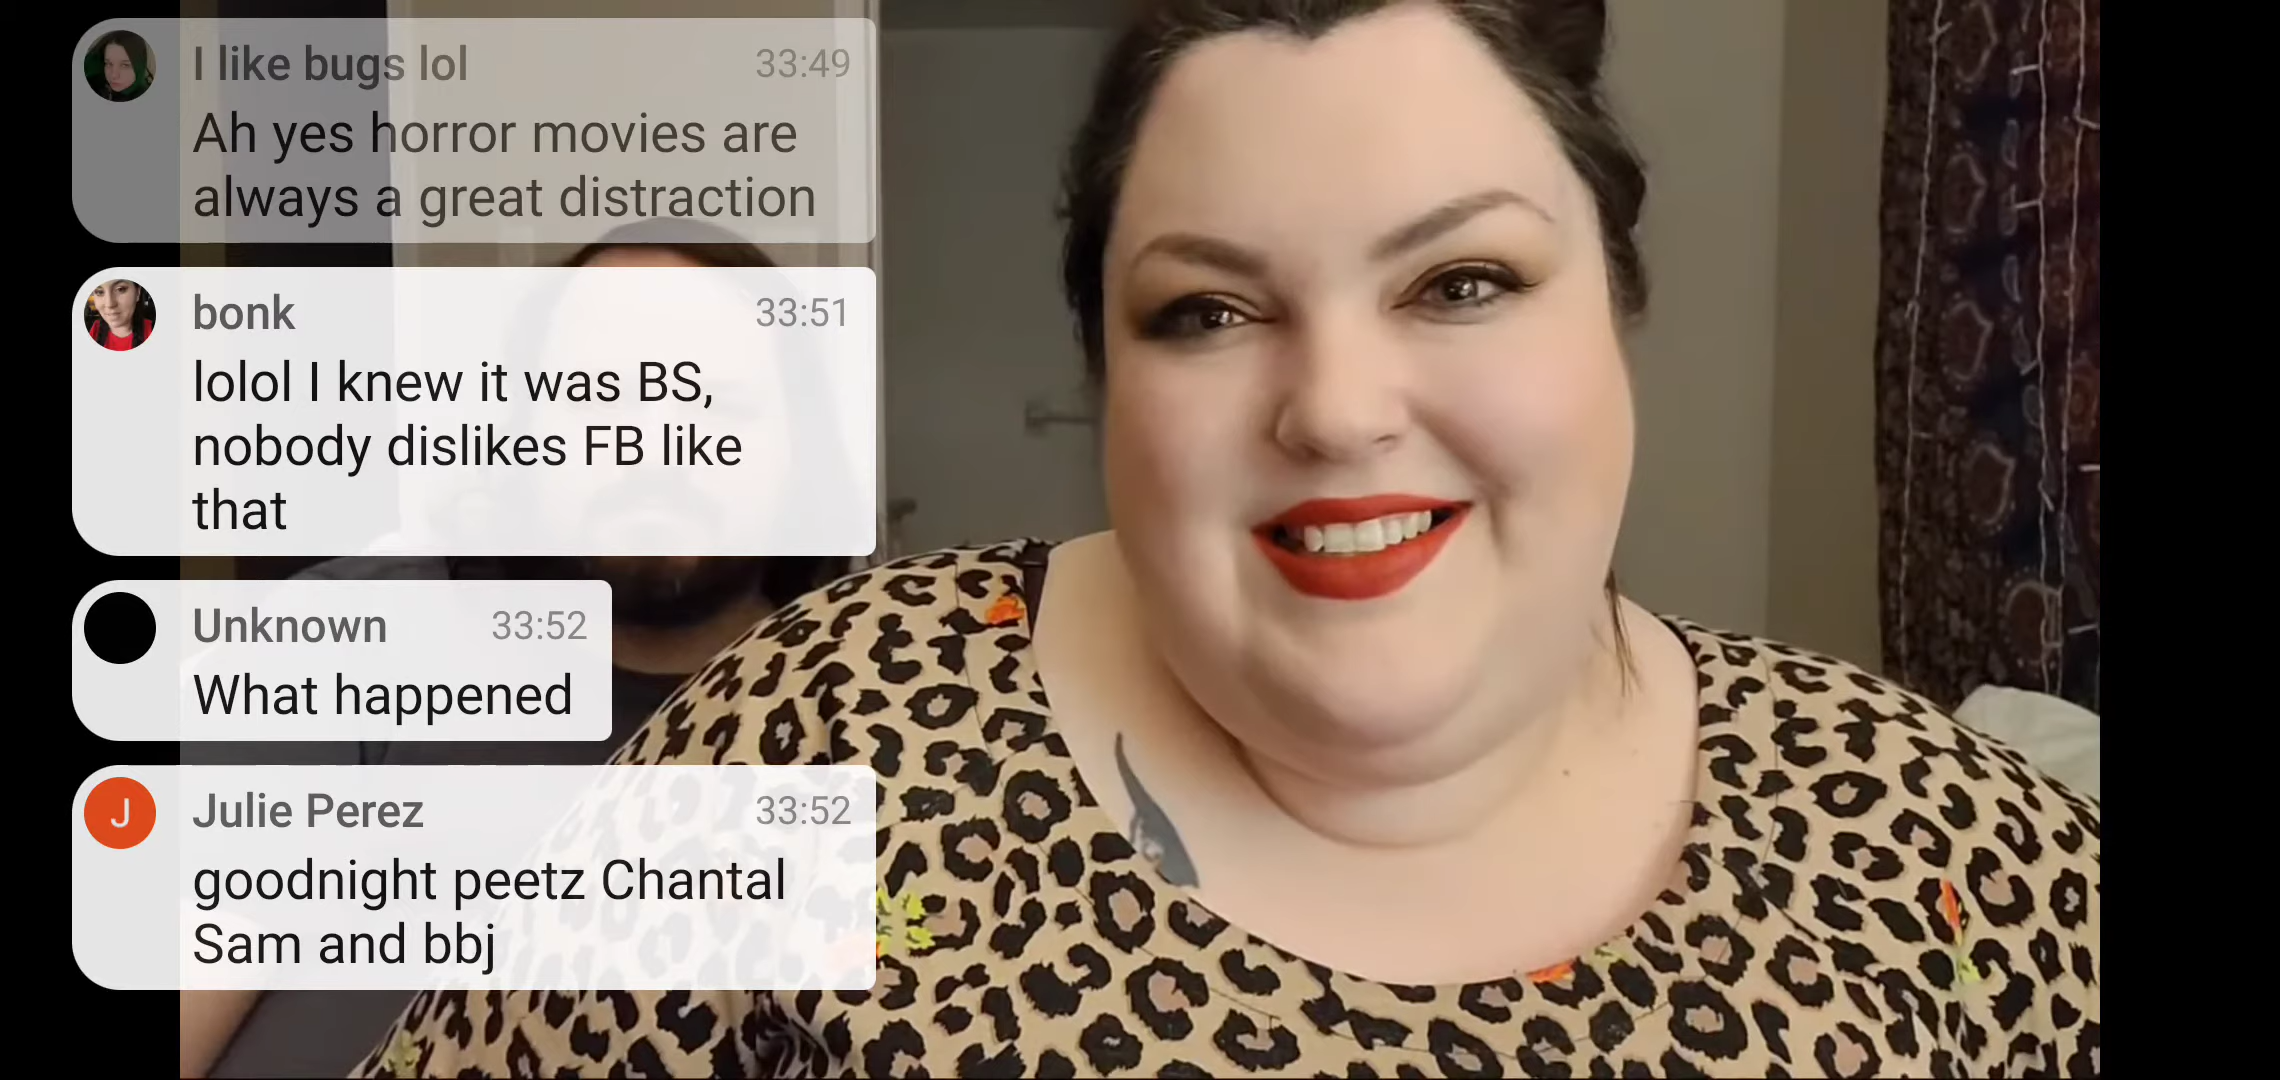 I like bugs lol 33:49
Ah yes horror movies are
always a great distraction
bonk 33:51
lolol I knew it was BS,
nobody dislikes FB like
that
Unknown 33:52
What happened
J Julie Perez 33:52
goodnight peetz Chantal
Sam and bbj